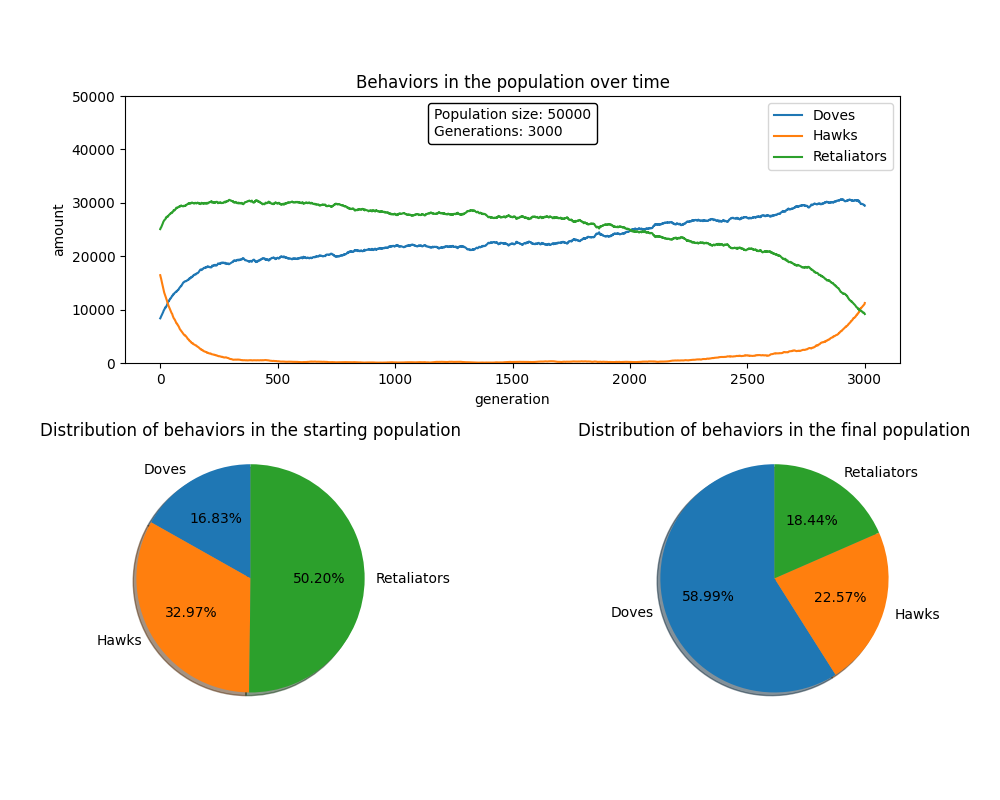 Behaviors in the population over time
50000
40000
30000
20000
10000
0
amount
Population size: 50000
Generations: 3000
Doves
Hawks
Retaliators
0 500 1000 1500 2000 2500 3000
generation
Distribution of behaviors in the starting population
Doves
16.83%
50.20%
Retaliators
32.97%
Hawks
Distribution of behaviors in the final population
Retaliators
18.44%
58.99%
22.57%
Doves
Hawks